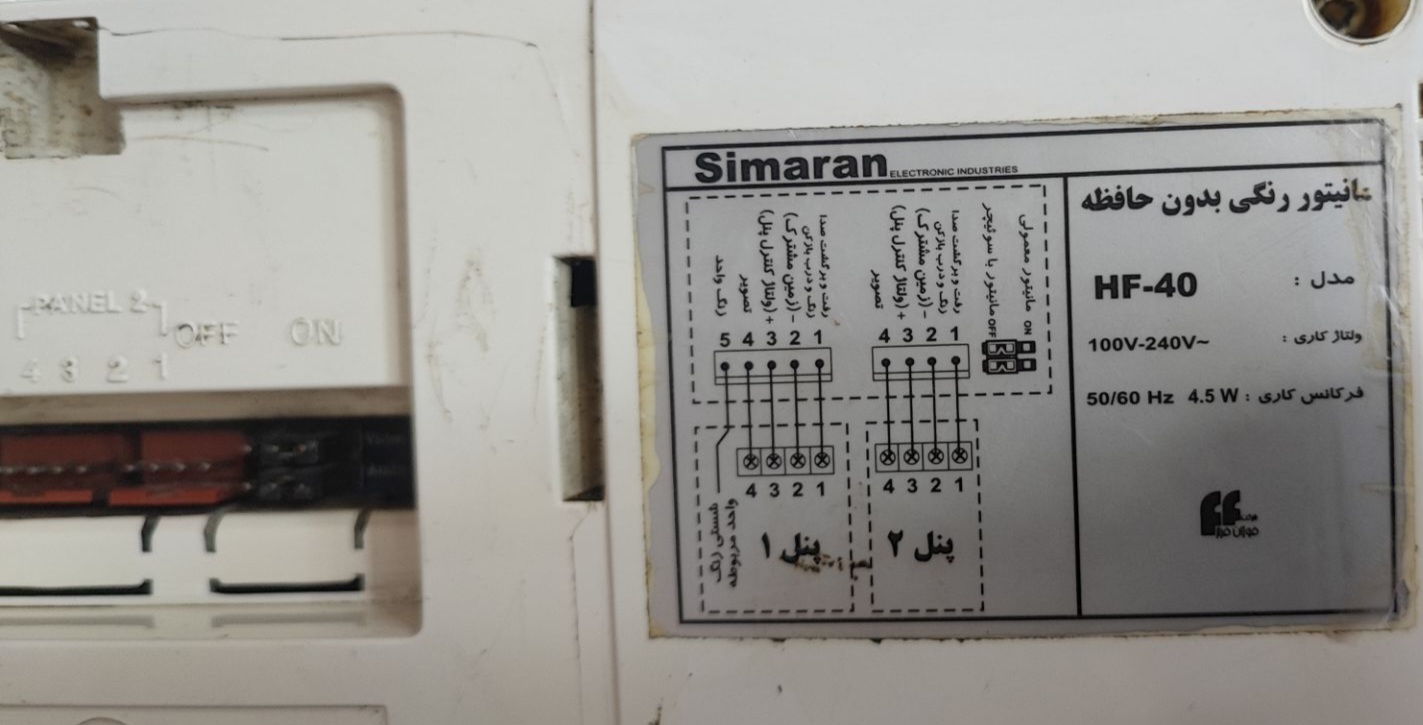 PANEL 2
OFF ON
4 3 2 1
Simaran ELECTRONIC INDUSTRIES
مانیتور رنگی بدون حافظه
مدل : HF-40
ولتاژ کاری : 100V-240V~
فرکانس کاری : 50/60 Hz 4.5 W
مانیتور معمولی ON
مانیتور با سوئیچر OFF
رفت و برگشت صدا
زنگ و درب بازکن
- (زمین مشترک)
+ (ولتاژ کنترل پنل)
تصویر
4 3 2 1
رفت و برگشت صدا
زنگ و درب بازکن
- (زمین مشترک)
+ (ولتاژ کنترل پنل)
تصویر
زنگ واحد
5 4 3 2 1
4 3 2 1
پنل ۲
4 3 2 1
پنل ۱
شستی زنگ
واحد مربوطه